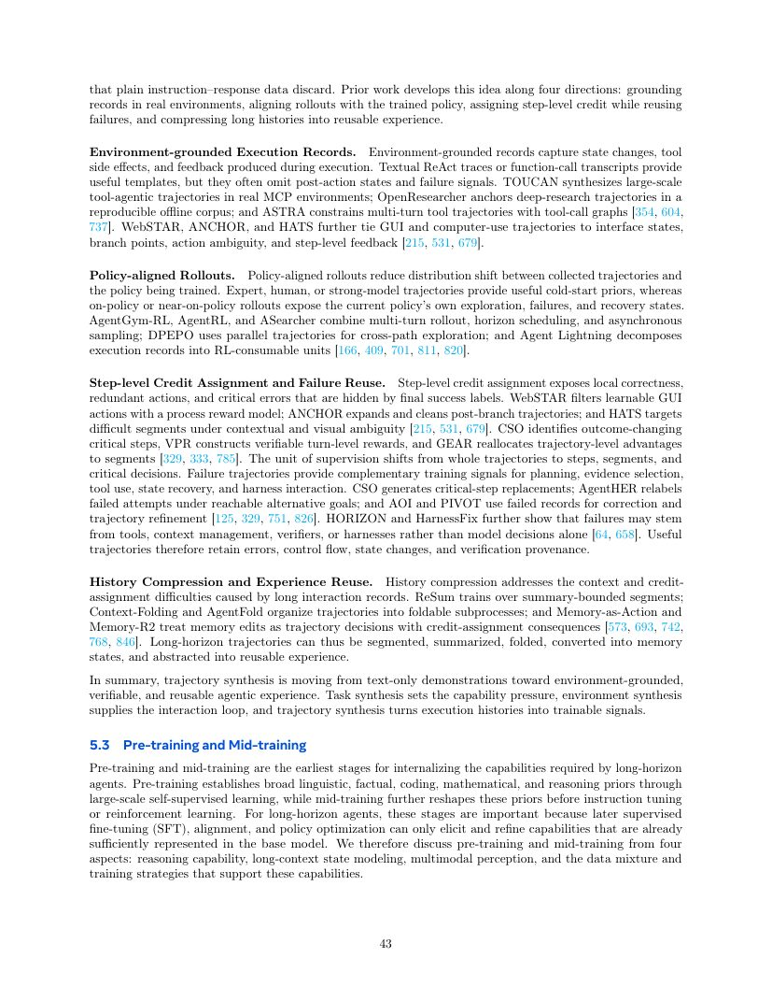 that plain instruction–response data discard. Prior work develops this idea along four directions: grounding
records in real environments, aligning rollouts with the trained policy, assigning step-level credit while reusing
failures, and compressing long histories into reusable experience.
Environment-grounded Execution Records. Environment-grounded records capture state changes, tool
side effects, and feedback produced during execution. Textual ReAct traces or function-call transcripts provide
useful templates, but they often omit post-action states and failure signals. TOUCAN synthesizes large-scale
tool-agentic trajectories in real MCP environments; OpenResearcher anchors deep-research trajectories in a
reproducible offline corpus; and ASTRA constrains multi-turn tool trajectories with tool-call graphs [354, 604,
737]. WebSTAR, ANCHOR, and HATS further tie GUI and computer-use trajectories to interface states,
branch points, action ambiguity, and step-level feedback [215, 531, 679].
Policy-aligned Rollouts. Policy-aligned rollouts reduce distribution shift between collected trajectories and
the policy being trained. Expert, human, or strong-model trajectories provide useful cold-start priors, whereas
on-policy or near-on-policy rollouts expose the current policy's own exploration, failures, and recovery states.
AgentGym-RL, AgentRL, and ASearcher combine multi-turn rollout, horizon scheduling, and asynchronous
sampling; DPEPO uses parallel trajectories for cross-path exploration; and Agent Lightning decomposes
execution records into RL-consumable units [166, 409, 701, 811, 820].
Step-level Credit Assignment and Failure Reuse. Step-level credit assignment exposes local correctness,
redundant actions, and critical errors that are hidden by final success labels. WebSTAR filters learnable GUI
actions with a process reward model; ANCHOR expands and cleans post-branch trajectories; and HATS targets
difficult segments under contextual and visual ambiguity [215, 531, 679]. CSO identifies outcome-changing
critical steps, VPR constructs verifiable turn-level rewards, and GEAR reallocates trajectory-level advantages
to segments [329, 333, 785]. The unit of supervision shifts from whole trajectories to steps, segments, and
critical decisions. Failure trajectories provide complementary training signals for planning, evidence selection,
tool use, state recovery, and harness interaction. CSO generates critical-step replacements; AgentHER relabels
failed attempts under reachable alternative goals; and AOI and PIVOT use failed records for correction and
trajectory refinement [125, 329, 751, 826]. HORIZON and HarnessFix further show that failures may stem
from tools, context management, verifiers, or harnesses rather than model decisions alone [64, 658]. Useful
trajectories therefore retain errors, control flow, state changes, and verification provenance.
History Compression and Experience Reuse. History compression addresses the context and credit-
assignment difficulties caused by long interaction records. ReSum trains over summary-bounded segments;
Context-Folding and AgentFold organize trajectories into foldable subprocesses; and Memory-as-Action and
Memory-R2 treat memory edits as trajectory decisions with credit-assignment consequences [573, 693, 742,
768, 846]. Long-horizon trajectories can thus be segmented, summarized, folded, converted into memory
states, and abstracted into reusable experience.
In summary, trajectory synthesis is moving from text-only demonstrations toward environment-grounded,
verifiable, and reusable agentic experience. Task synthesis sets the capability pressure, environment synthesis
supplies the interaction loop, and trajectory synthesis turns execution histories into trainable signals.
5.3 Pre-training and Mid-training
Pre-training and mid-training are the earliest stages for internalizing the capabilities required by long-horizon
agents. Pre-training establishes broad linguistic, factual, coding, mathematical, and reasoning priors through
large-scale self-supervised learning, while mid-training further reshapes these priors before instruction tuning
or reinforcement learning. For long-horizon agents, these stages are important because later supervised
fine-tuning (SFT), alignment, and policy optimization can only elicit and refine capabilities that are already
sufficiently represented in the base model. We therefore discuss pre-training and mid-training from four
aspects: reasoning capability, long-context state modeling, multimodal perception, and the data mixture and
training strategies that support these capabilities.
43